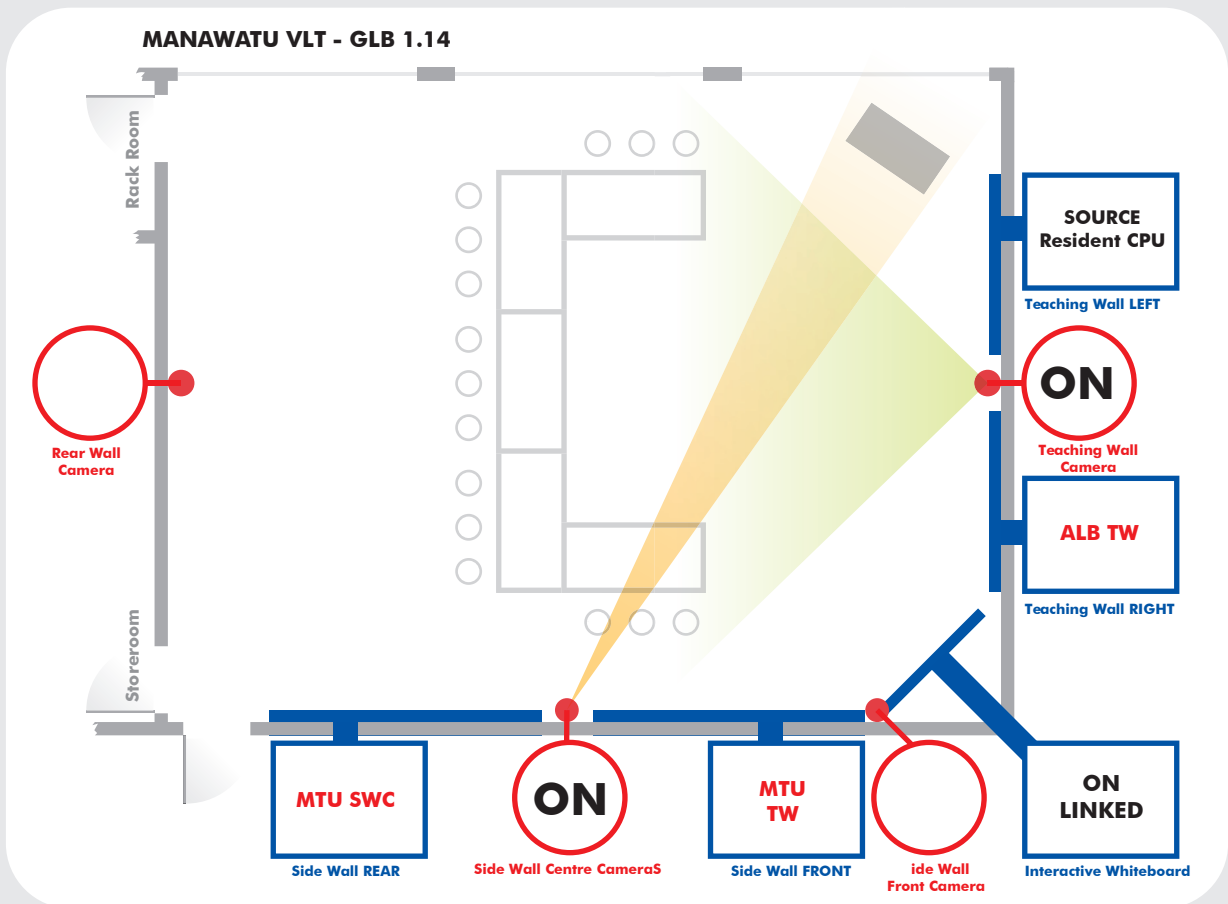 MANAWATU VLT - GLB 1.14
Rack Room
SOURCE
Resident CPU
Teaching Wall LEFT
ON
Teaching Wall
Camera
Rear Wall
Camera
ALB TW
Teaching Wall RIGHT
Storeroom
MTU SWC
Side Wall REAR
ON
Side Wall Centre CameraS
MTU
TW
Side Wall FRONT
ide Wall
Front Camera
ON
LINKED
Interactive Whiteboard